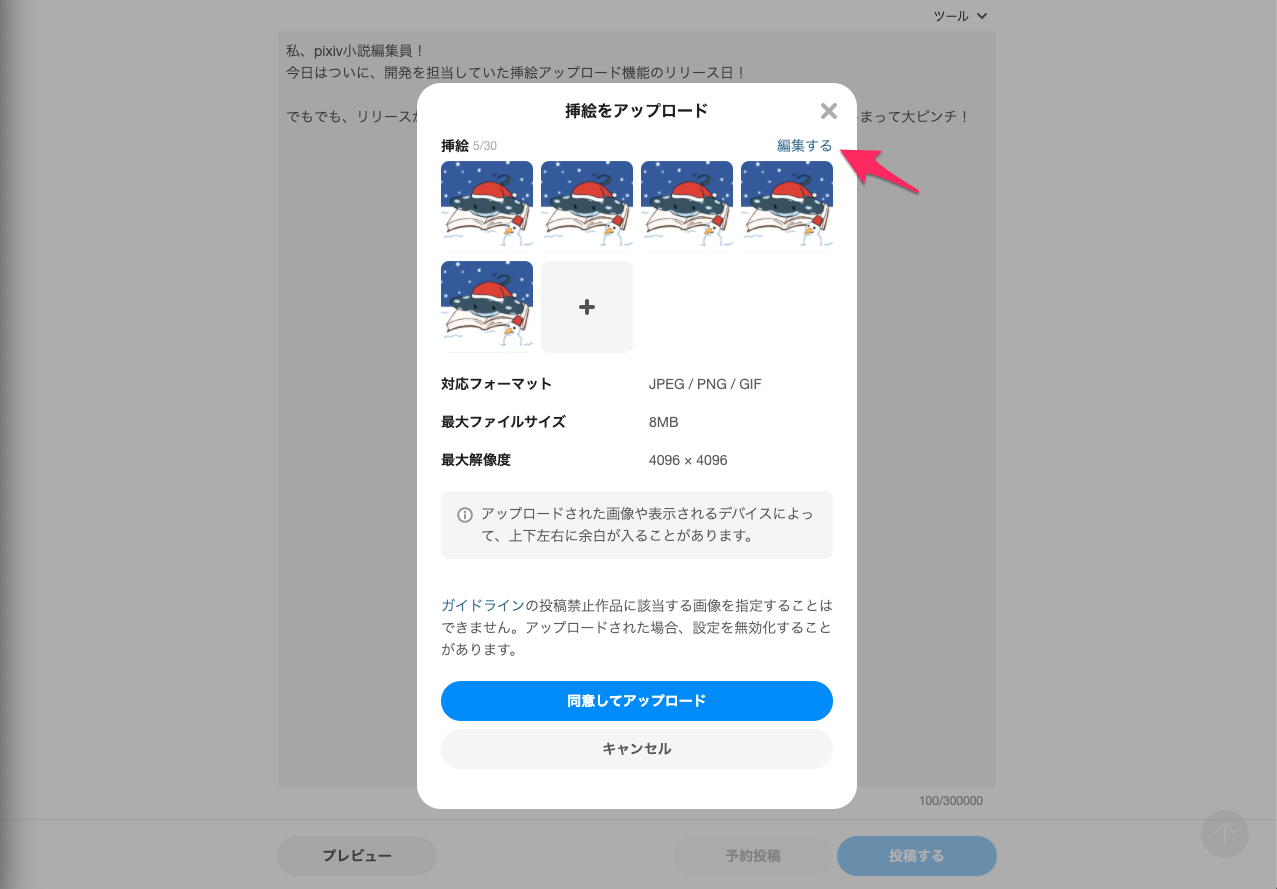 ツール
私、pixiv小説編集員！
今日はついに、開発を担当していた挿絵アップロード機能のリリース日！
でもでも、リリース
まって大ピンチ！
挿絵をアップロード
挿絵 5/30
編集する
対応フォーマット JPEG / PNG / GIF
最大ファイルサイズ 8MB
最大解像度 4096 × 4096
アップロードされた画像や表示されるデバイスによっ
て、上下左右に余白が入ることがあります。
ガイドラインの投稿禁止作品に該当する画像を指定することは
できません。アップロードされた場合、設定を無効化すること
があります。
同意してアップロード
キャンセル
100/300000
プレビュー
予約投稿
投稿する